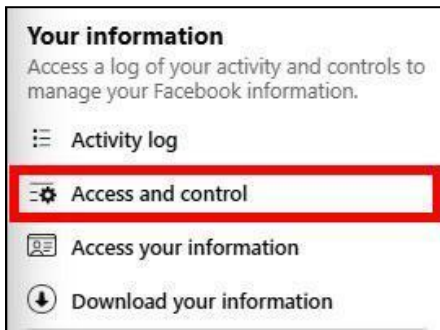 Your information
Access a log of your activity and controls to
manage your Facebook information.
Activity log
Access and control
Access your information
Download your information